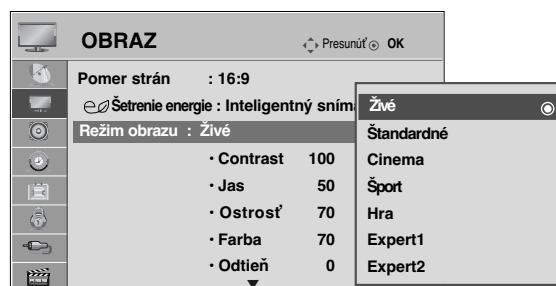 OBRAZ
Presunúť OK
Pomer strán : 16:9
Šetrenie energie : Inteligentný
Režim obrazu : Živé
• Contrast 100
• Jas 50
• Ostrosť 70
• Farba 70
• Odtieň 0
Živé
Štandardné
Cinema
Šport
Hra
Expert1
Expert2